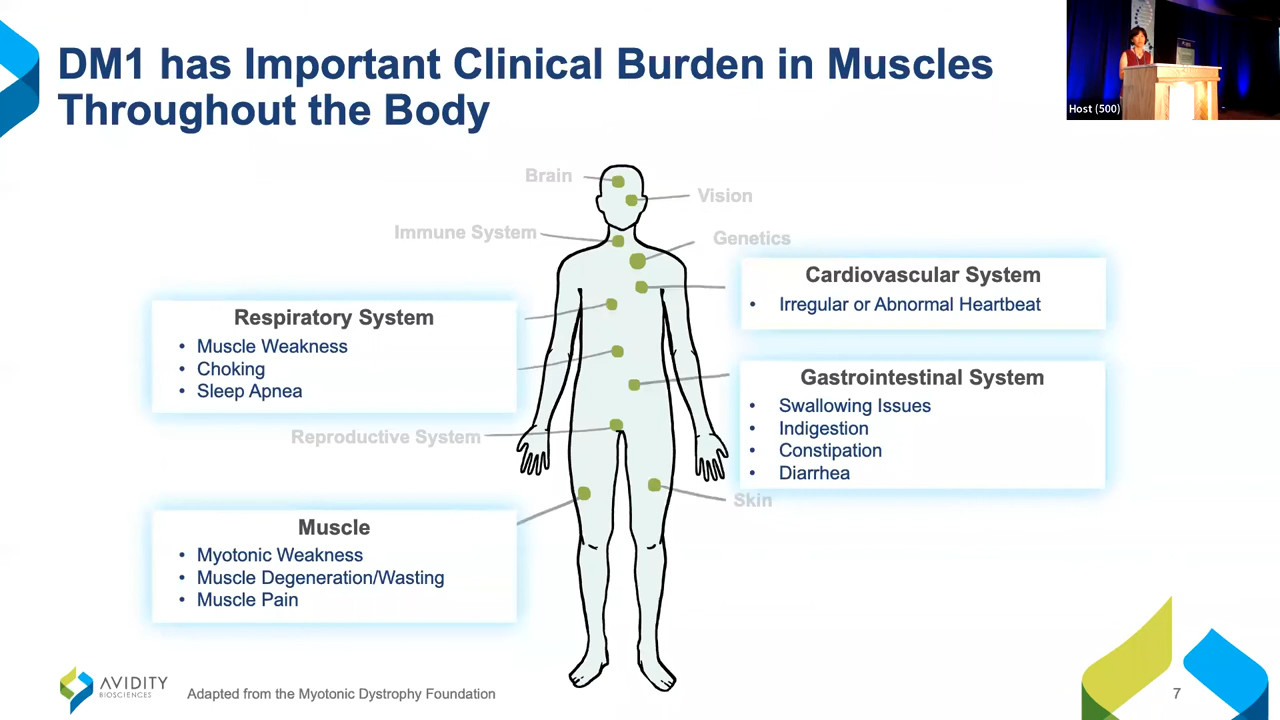 DM1 has Important Clinical Burden in Muscles
Throughout the Body
Host (500)
Brain
Vision
Immune System
Genetics
Cardiovascular System
• Irregular or Abnormal Heartbeat
Respiratory System
• Muscle Weakness
• Choking
• Sleep Apnea
Gastrointestinal System
• Swallowing Issues
• Indigestion
• Constipation
• Diarrhea
Reproductive System
Skin
Muscle
• Myotonic Weakness
• Muscle Degeneration/Wasting
• Muscle Pain
AVIDITY
BIOSCIENCES
Adapted from the Myotonic Dystrophy Foundation
7